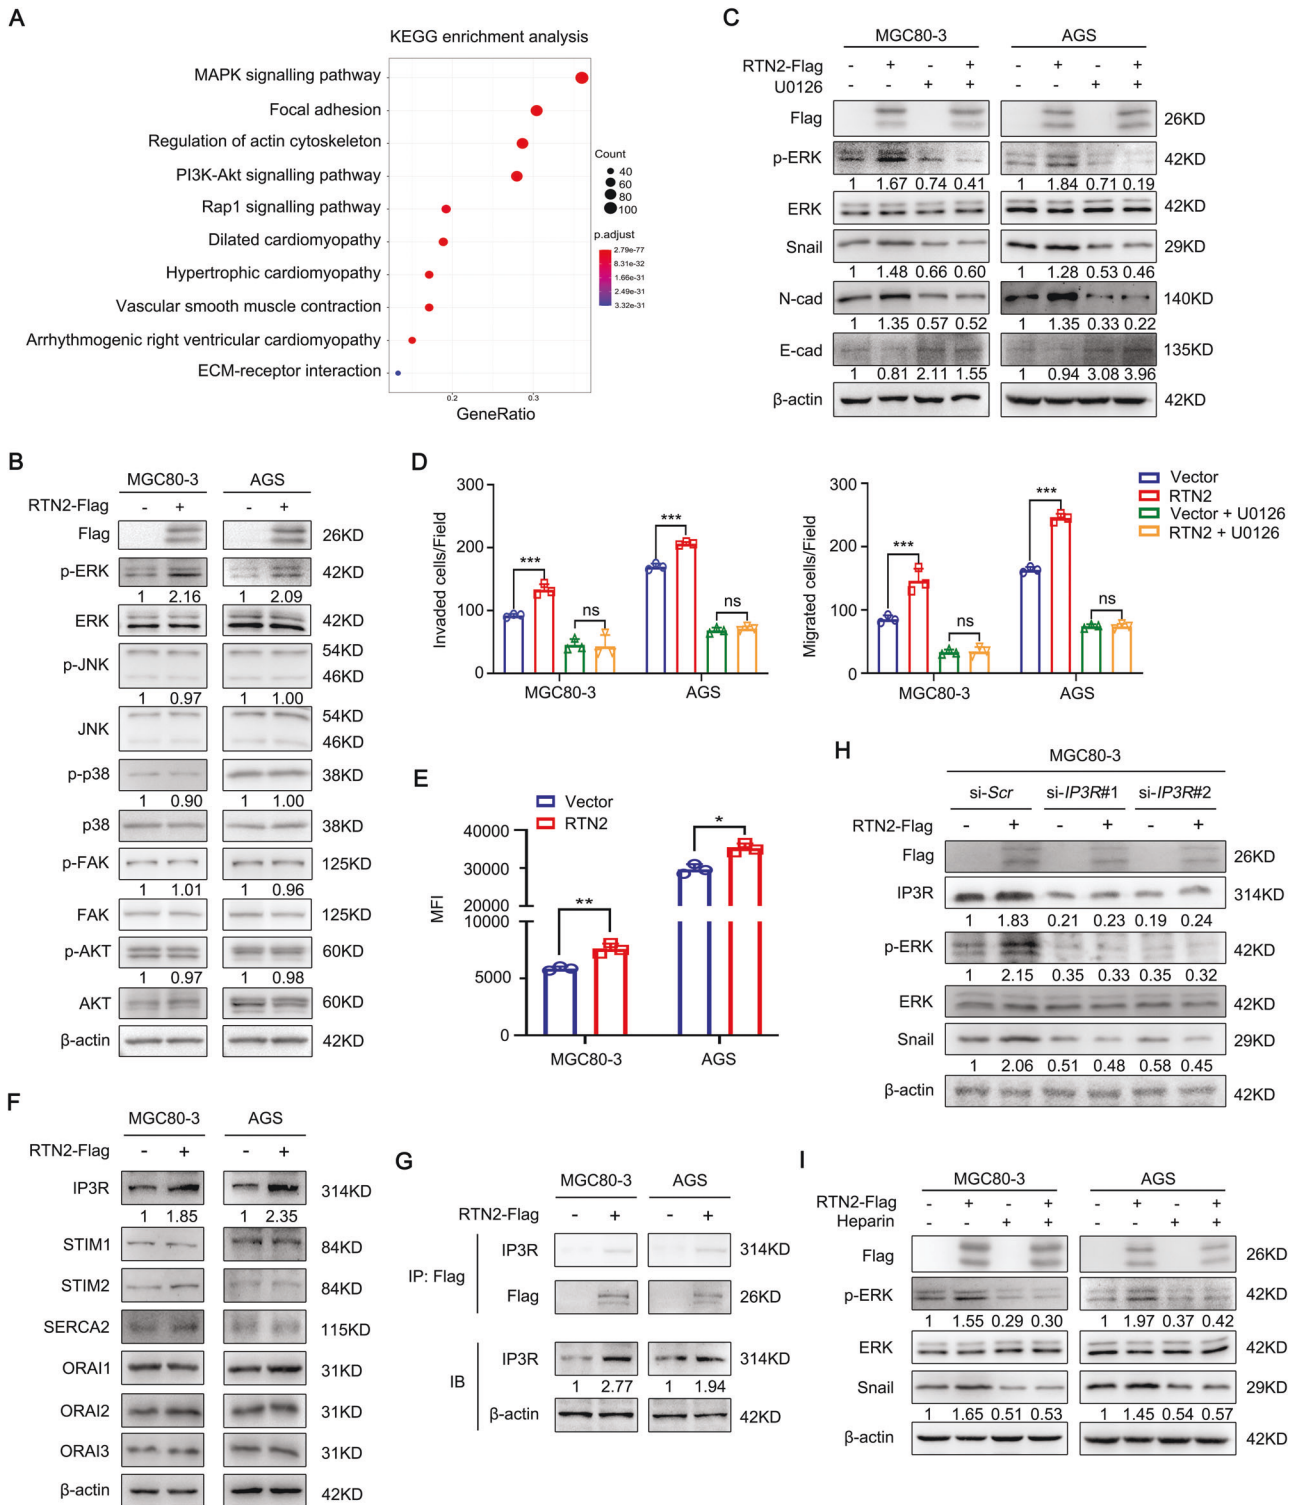 A
KEGG enrichment analysis
MAPK signalling pathway
Focal adhesion
Regulation of actin cytoskeleton
PI3K-Akt signalling pathway
Rap1 signalling pathway
Dilated cardiomyopathy
Hypertrophic cardiomyopathy
Vascular smooth muscle contraction
Arrhythmogenic right ventricular cardiomyopathy
ECM-receptor interaction
0.2 0.3
GeneRatio
Count
40
60
80
100
p.adjust
2.79e-77
8.31e-32
1.66e-31
2.49e-31
3.32e-31
C
MGC80-3 AGS
RTN2-Flag - + - + - + - +
U0126 - - + + - - + +
Flag 26KD
p-ERK 42KD
1 1.67 0.74 0.41 1 1.84 0.71 0.19
ERK 42KD
Snail 29KD
1 1.48 0.66 0.60 1 1.28 0.53 0.46
N-cad 140KD
1 1.35 0.57 0.52 1 1.35 0.33 0.22
E-cad 135KD
1 0.81 2.11 1.55 1 0.94 3.08 3.96
β-actin 42KD
B
MGC80-3 AGS
RTN2-Flag - + - +
Flag 26KD
p-ERK 42KD
1 2.16 1 2.09
ERK 42KD
p-JNK 54KD
46KD
1 0.97 1 1.00
JNK 54KD
46KD
p-p38 38KD
1 0.90 1 1.00
p38 38KD
p-FAK 125KD
1 1.01 1 0.96
FAK 125KD
p-AKT 60KD
1 0.97 1 0.98
AKT 60KD
β-actin 42KD
D
Invaded cells/Field
300
200
100
0
*** ns *** ns
MGC80-3 AGS
Migrated cells/Field
300
200
100
0
*** ns *** ns
MGC80-3 AGS
Vector
RTN2
Vector + U0126
RTN2 + U0126
E
Vector
RTN2
MFI
40000
30000
20000
10000
5000
0
** *
MGC80-3 AGS
H
MGC80-3
si-Scr si-IP3R#1 si-IP3R#2
RTN2-Flag - + - + - +
Flag 26KD
IP3R 314KD
1 1.83 0.21 0.23 0.19 0.24
p-ERK 42KD
1 2.15 0.35 0.33 0.35 0.32
ERK 42KD
Snail 29KD
1 2.06 0.51 0.48 0.58 0.45
β-actin 42KD
F
MGC80-3 AGS
RTN2-Flag - + - +
IP3R 314KD
1 1.85 1 2.35
STIM1 84KD
STIM2 84KD
SERCA2 115KD
ORAI1 31KD
ORAI2 31KD
ORAI3 31KD
β-actin 42KD
G
MGC80-3 AGS
RTN2-Flag - + - +
IP: Flag
IP3R 314KD
Flag 26KD
IB
IP3R 314KD
1 2.77 1 1.94
β-actin 42KD
I
MGC80-3 AGS
RTN2-Flag - + - + - + - +
Heparin - - + + - - + +
Flag 26KD
p-ERK 42KD
1 1.55 0.29 0.30 1 1.97 0.37 0.42
ERK 42KD
Snail 29KD
1 1.65 0.51 0.53 1 1.45 0.54 0.57
β-actin 42KD